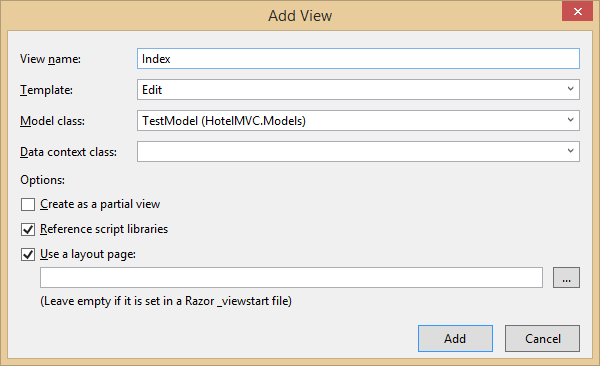 Add View
View name: Index
Template: Edit
Model class: TestModel (HotelMVC.Models)
Data context class:
Options:
Create as a partial view
Reference script libraries
Use a layout page:
...
(Leave empty if it is set in a Razor _viewstart file)
Add Cancel